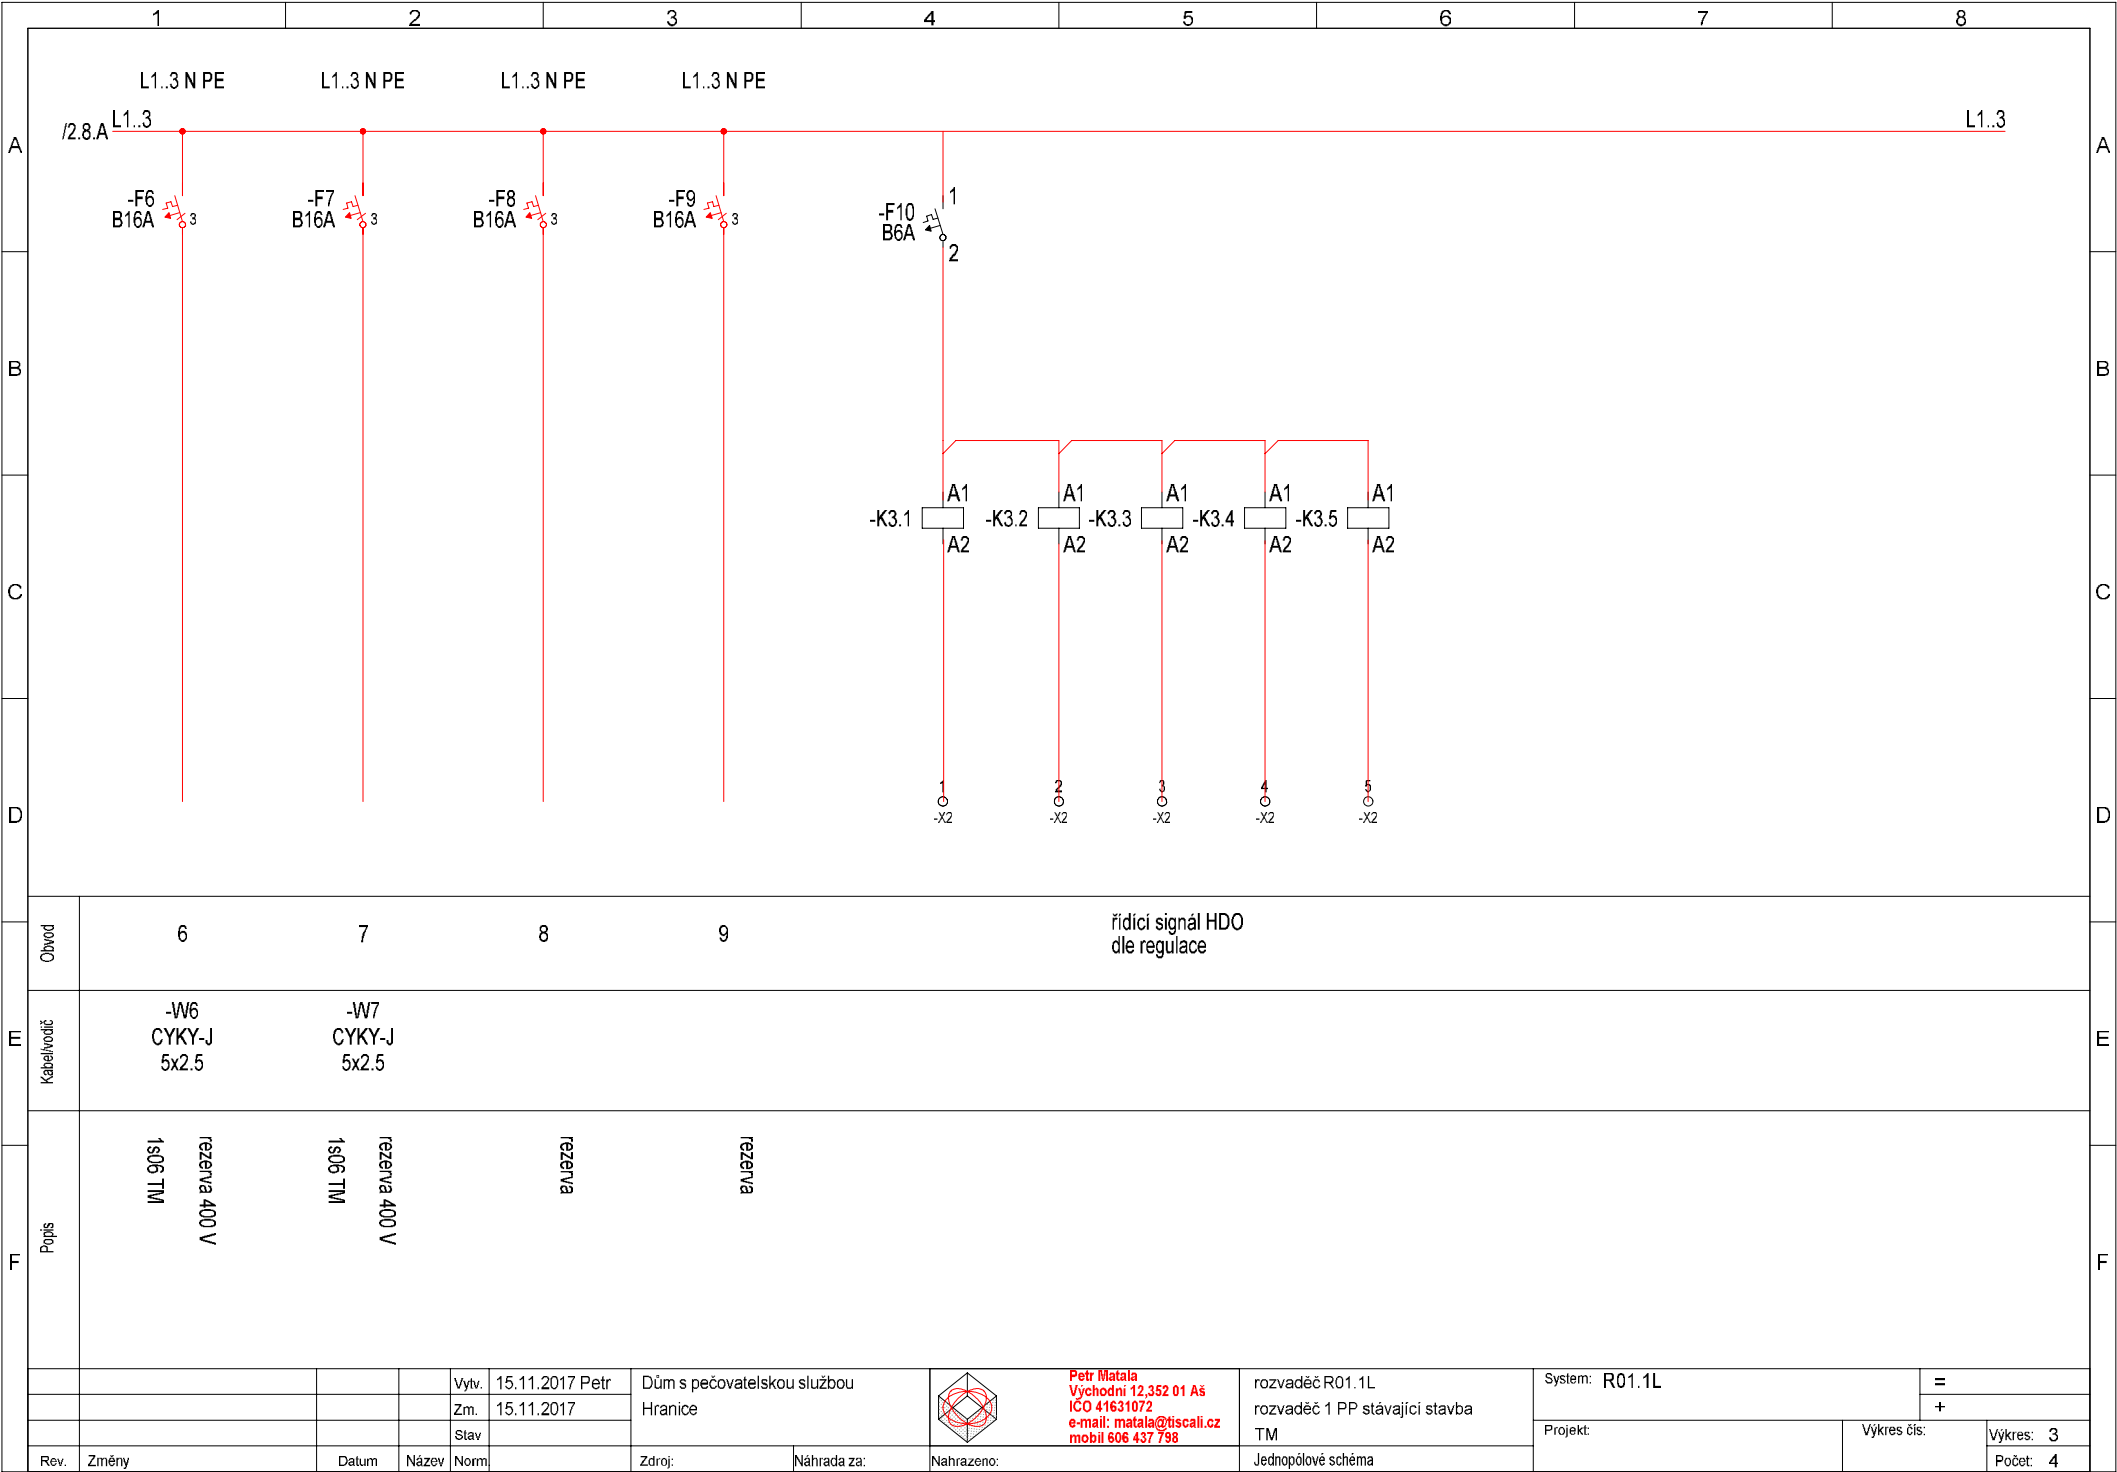 1 2 3 4 5 6 7 8
L1..3 N PE L1..3 N PE L1..3 N PE L1..3 N PE
/2.8.A L1..3 L1..3
A A
-F6 -F7 -F8 -F9 -F10 1
B16A 3 B16A 3 B16A 3 B16A 3 B6A
2
B B
A1 A1 A1 A1 A1
-K3.1 -K3.2 -K3.3 -K3.4 -K3.5
A2 A2 A2 A2 A2
C C
1 2 3 4 5
-X2 -X2 -X2 -X2 -X2
D D
Obvod 6 7 8 9 řídící signál HDO
dle regulace
E E
Kabel/vodič
-W6 -W7
CYKY-J CYKY-J
5x2.5 5x2.5
Popis
1s06 TM
rezerva 400 V
1s06 TM
rezerva 400 V
rezerva
rezerva
F F
Vytv. 15.11.2017 Petr
Zm. 15.11.2017
Stav
Rev. Změny Datum Název Norm
Dům s pečovatelskou službou
Hranice
Zdroj: Náhrada za: Nahrazeno:
Petr Matala
Východní 12,352 01 Aš
IČO 41631072
e-mail: matala@tiscali.cz
mobil 606 437 798
rozvaděč R01.1L
rozvaděč 1 PP stávající stavba
TM
Jednopólové schéma
System: R01.1L
=
+
Projekt: Výkres čís: Výkres: 3
Počet: 4